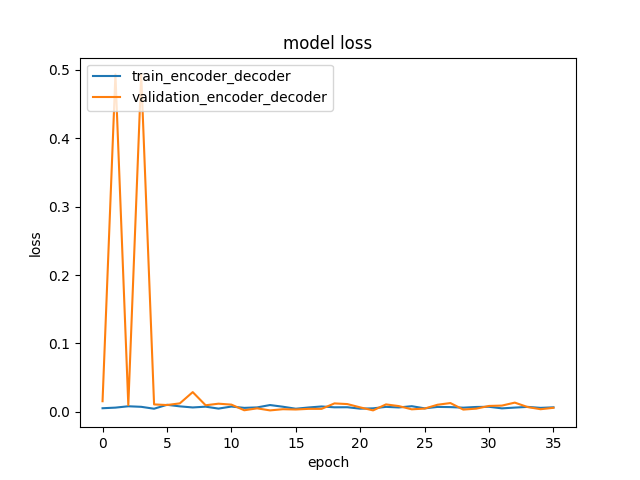 model loss
train_encoder_decoder
validation_encoder_decoder
0.5
0.4
0.3
0.2
0.1
0.0
loss
0 5 10 15 20 25 30 35
epoch